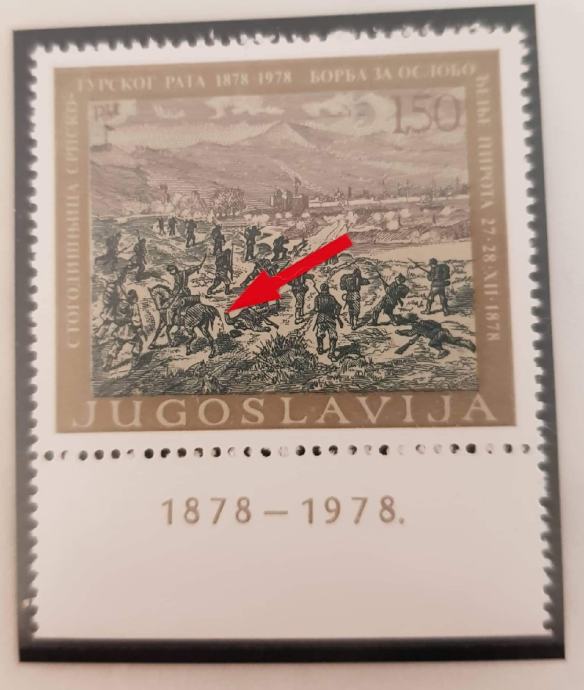 СТОГОДИШЊИЦА СРПСКО-
ТУРСКОГ РАТА 1878-1978 БОРБА ЗА ОСЛОБО-
ЂЕЊЕ ПИРОТА 27-28·XII·1878
1,50
JUGOSLAVIJA
1878–1978.